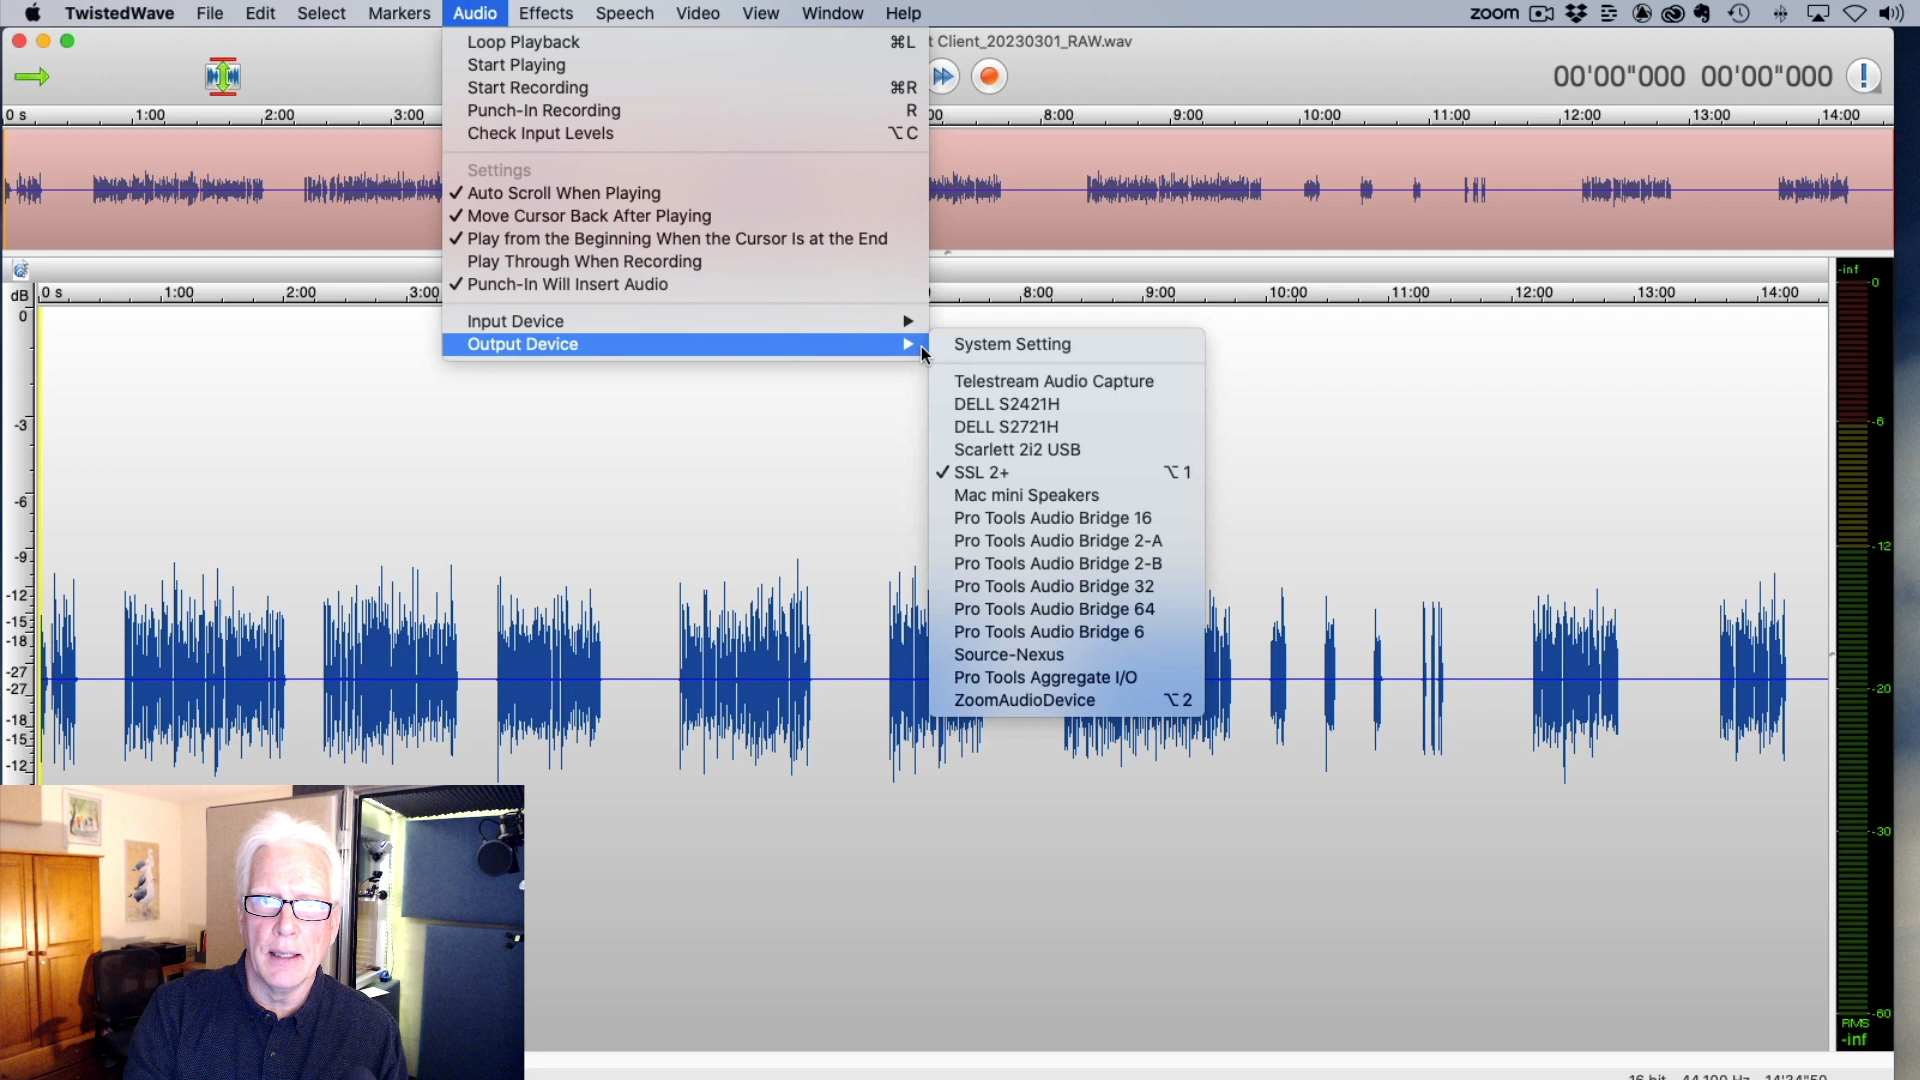 TwistedWave File Edit Select Markers Audio Effects Speech Video View Window Help zoom
Loop Playback ⌘L
t Client_20230301_RAW.wav
Start Playing
Start Recording ⌘R
00'00"000 00'00"000
Punch-In Recording R
0 s 1:00 2:00 3:00 00 8:00 9:00 10:00 11:00 12:00 13:00 14:00
Check Input Levels ⌥C
Settings
✓ Auto Scroll When Playing
✓ Move Cursor Back After Playing
✓ Play from the Beginning When the Cursor Is at the End
Play Through When Recording
✓ Punch-In Will Insert Audio
dB 0 s 1:00 2:00 3:00 8:00 9:00 10:00 11:00 12:00 13:00 14:00
Input Device
Output Device
System Setting
Telestream Audio Capture
DELL S2421H
DELL S2721H
Scarlett 2i2 USB
✓ SSL 2+ ⌥1
Mac mini Speakers
Pro Tools Audio Bridge 16
Pro Tools Audio Bridge 2-A
Pro Tools Audio Bridge 2-B
Pro Tools Audio Bridge 32
Pro Tools Audio Bridge 64
Pro Tools Audio Bridge 6
Source-Nexus
Pro Tools Aggregate I/O
ZoomAudioDevice ⌥2
0
-3
-6
-9
-12
-15
-18
-27
-27
-18
-15
-12
-inf
0
-6
-12
-20
-30
-60
RMS
-inf
16 bit 44,100 Hz 14'34"50